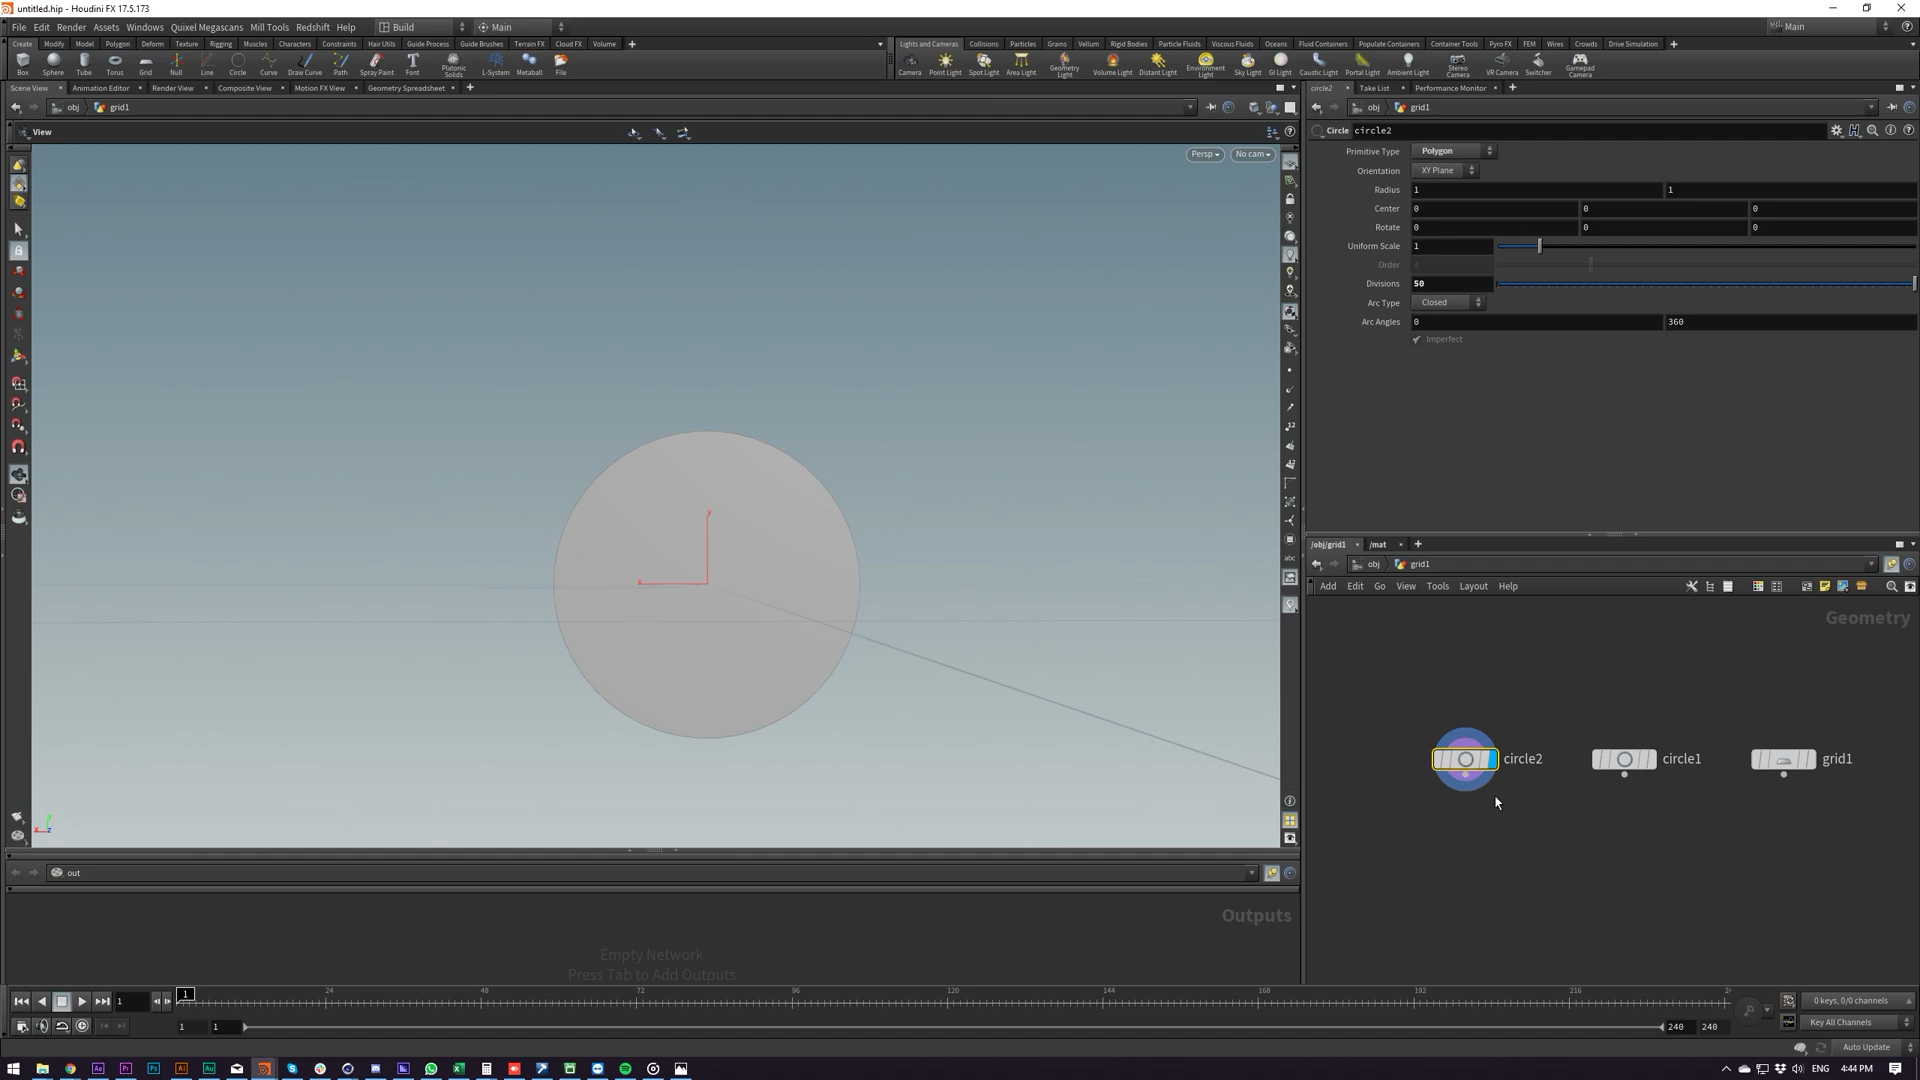 untitled.hip - Houdini FX 17.5.173
File Edit Render Assets Windows Quixel Megascans Mill Tools Redshift Help Build Main Main
Create Modify Model Polygon Deform Texture Rigging Muscles Characters Constraints Hair Utils Guide Process Guide Brushes Terrain FX Cloud FX Volume
Lights and Cameras Collisions Particles Grains Vellum Rigid Bodies Particle Fluids Viscous Fluids Oceans Fluid Containers Populate Containers Container Tools Pyro FX FEM Wires Crowds Drive Simulation
Box Sphere Tube Torus Grid Null Line Circle Curve Draw Curve Path Spray Paint Font Platonic Solids L-System Metaball File
Camera Point Light Spot Light Area Light Geometry Light Volume Light Distant Light Environment Light Sky Light GI Light Caustic Light Portal Light Ambient Light Stereo Camera VR Camera Switcher Gamepad Camera
Scene View Animation Editor Render View Composite View Motion FX View Geometry Spreadsheet
circle2 Take List Performance Monitor
obj grid1
obj grid1
View
Circle circle2
Persp No cam
Primitive Type Polygon
Orientation XY Plane
Radius 1 1
Center 0 0 0
Rotate 0 0 0
Uniform Scale 1
Order 4
Divisions 50
Arc Type Closed
Arc Angles 0 360
Imperfect
y
x
/obj/grid1 /mat
obj grid1
Add Edit Go View Tools Layout Help
Geometry
circle2 circle1 grid1
y
x z
out
Outputs
Empty Network
Press Tab to Add Outputs
1 1 24 48 72 96 120 144 168 192 216
0 keys, 0/0 channels
1 1 240 240
Key All Channels
Auto Update
ENG 4:44 PM